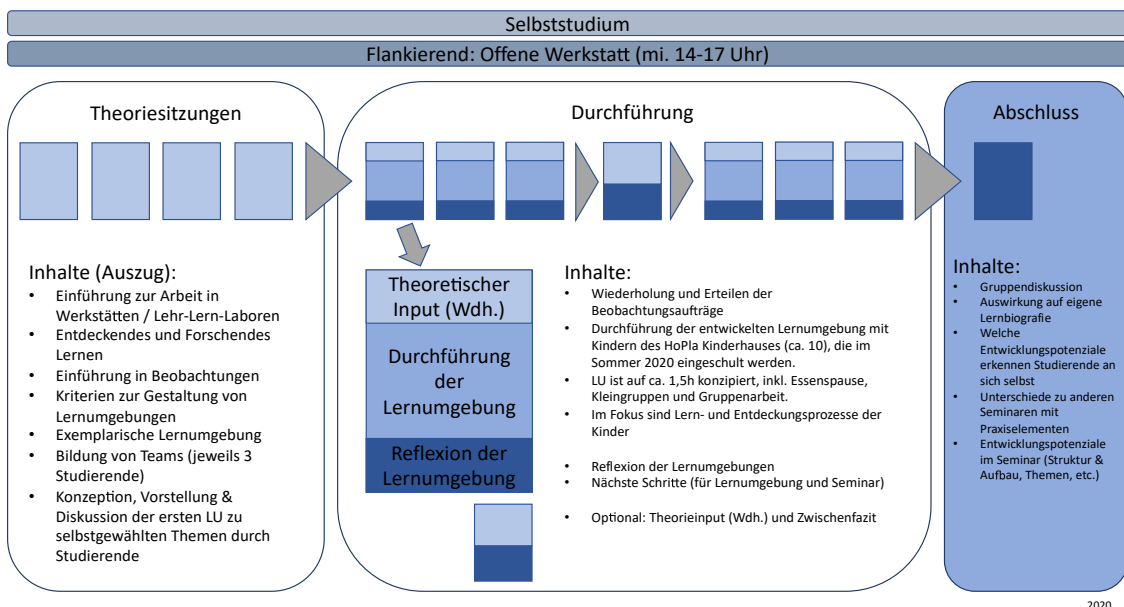 Selbststudium
Flankierend: Offene Werkstatt (mi. 14-17 Uhr)
Theoriesitzungen
Inhalte (Auszug):
• Einführung zur Arbeit in
Werkstätten / Lehr-Lern-Laboren
• Entdeckendes und Forschendes
Lernen
• Einführung in Beobachtungen
• Kriterien zur Gestaltung von
Lernumgebungen
• Exemplarische Lernumgebung
• Bildung von Teams (jeweils 3
Studierende)
• Konzeption, Vorstellung &
Diskussion der ersten LU zu
selbstgewählten Themen durch
Studierende
Durchführung
Theoretischer
Input (Wdh.)
Durchführung
der
Lernumgebung
Reflexion der
Lernumgebung
Inhalte:
• Wiederholung und Erteilen der
Beobachtungsaufträge
• Durchführung der entwickelten Lernumgebung mit
Kindern des HoPla Kinderhauses (ca. 10), die im
Sommer 2020 eingeschult werden.
• LU ist auf ca. 1,5h konzipiert, inkl. Essenspause,
Kleingruppen und Gruppenarbeit.
• Im Fokus sind Lern- und Entdeckungsprozesse der
Kinder
• Reflexion der Lernumgebungen
• Nächste Schritte (für Lernumgebung und Seminar)
• Optional: Theorieinput (Wdh.) und Zwischenfazit
Abschluss
Inhalte:
• Gruppendiskussion
• Auswirkung auf eigene
Lernbiografie
• Welche
Entwicklungspotenziale
erkennen Studierende an
sich selbst
• Unterschiede zu anderen
Seminaren mit
Praxiselementen
• Entwicklungspotenziale
im Seminar (Struktur &
Aufbau, Themen, etc.)
2020